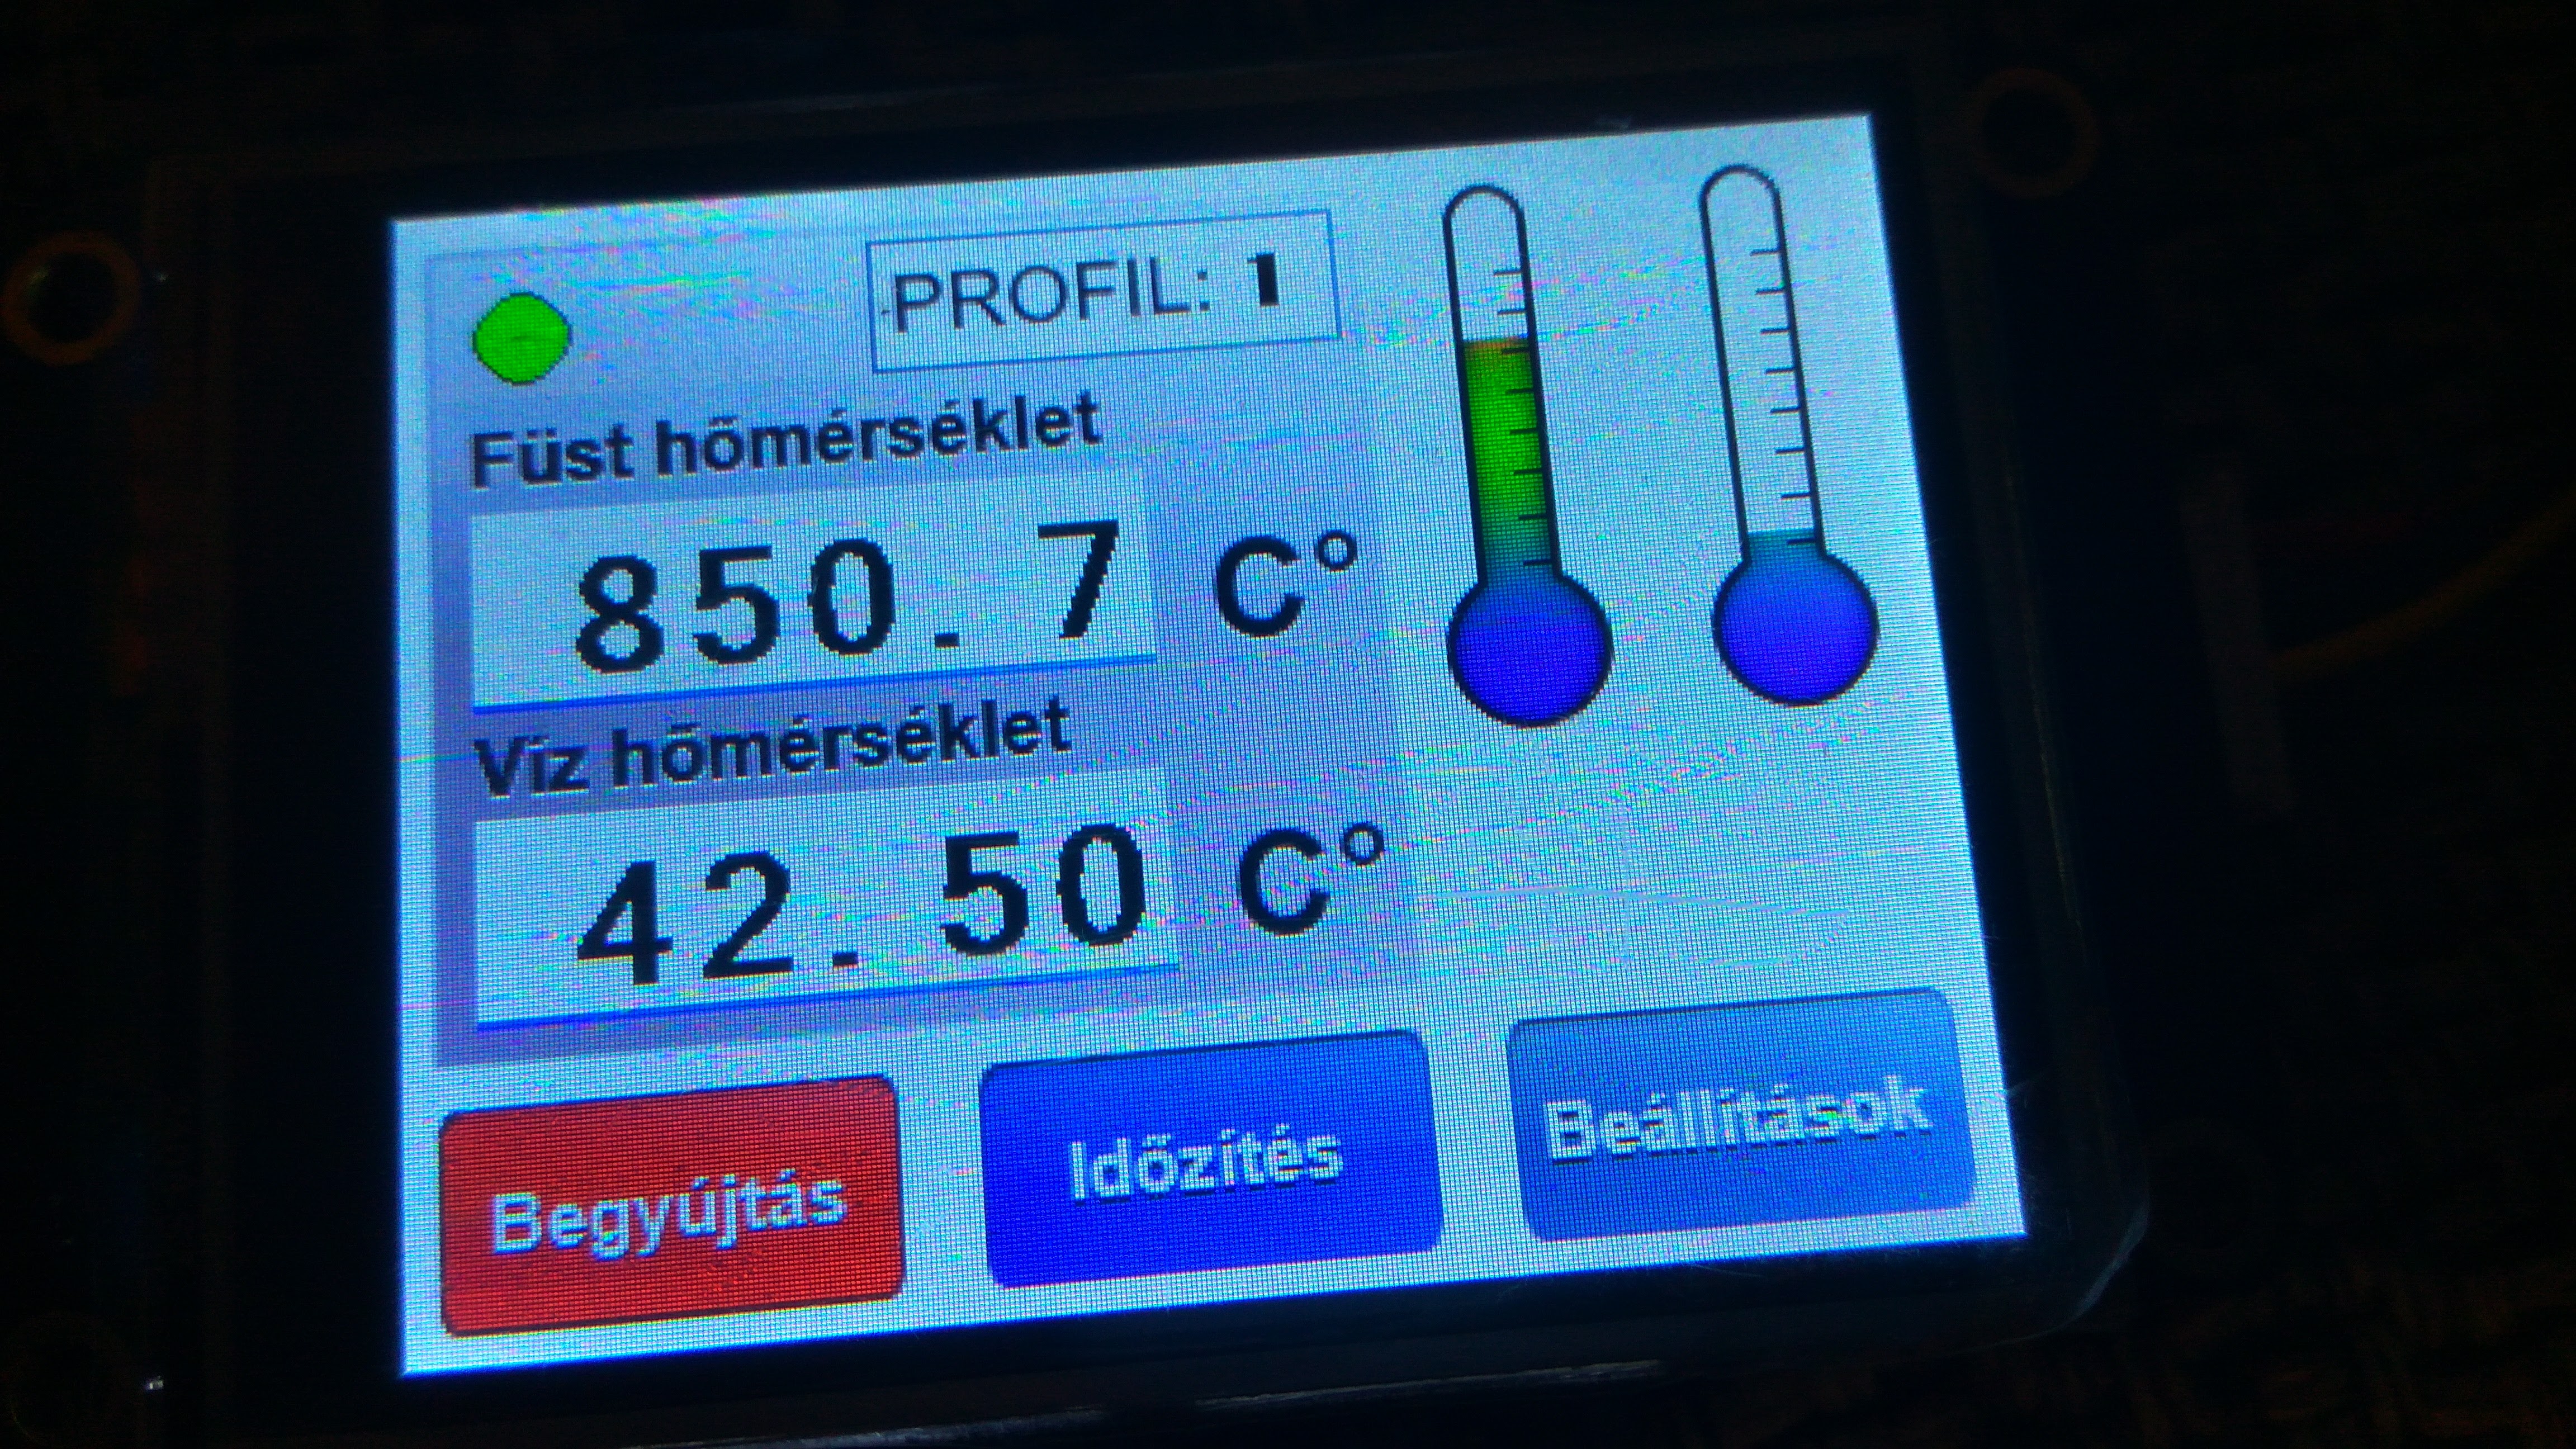 PROFIL: 1
Füst hőmérséklet
850. 7 C°
Víz hőmérséklet
42. 50 C°
Begyújtás
Időzítés
Beállítások